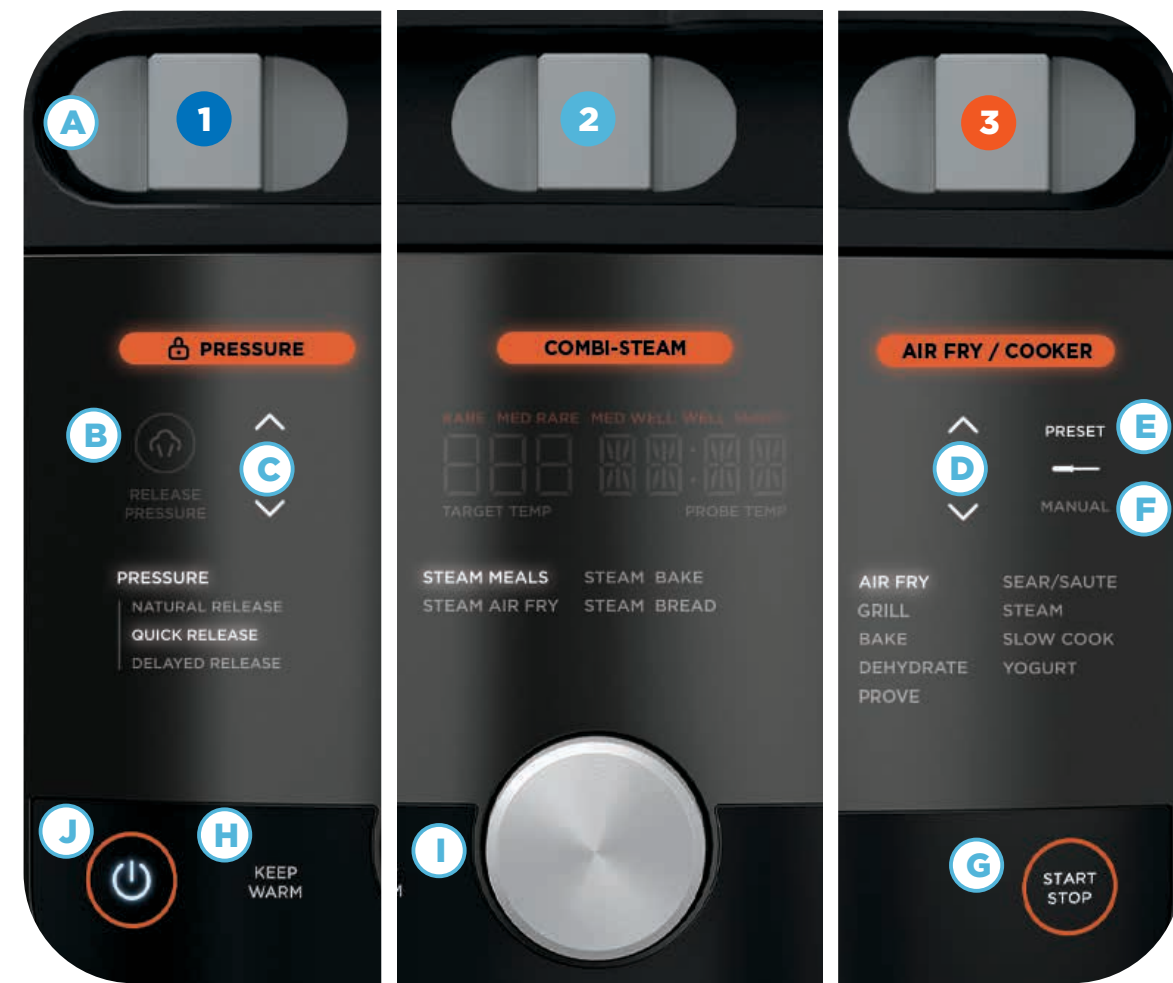 A
1
2
3
PRESSURE
COMBI-STEAM
AIR FRY / COOKER
B
RELEASE
PRESSURE
C
RARE MED RARE MED WELL WELL
TARGET TEMP
PROBE TEMP
D
PRESET
E
MANUAL
F
PRESSURE
NATURAL RELEASE
QUICK RELEASE
DELAYED RELEASE
STEAM MEALS
STEAM BAKE
STEAM AIR FRY
STEAM BREAD
AIR FRY
GRILL
BAKE
DEHYDRATE
PROVE
SEAR/SAUTE
STEAM
SLOW COOK
YOGURT
J
H
KEEP
WARM
I
M
G
START
STOP